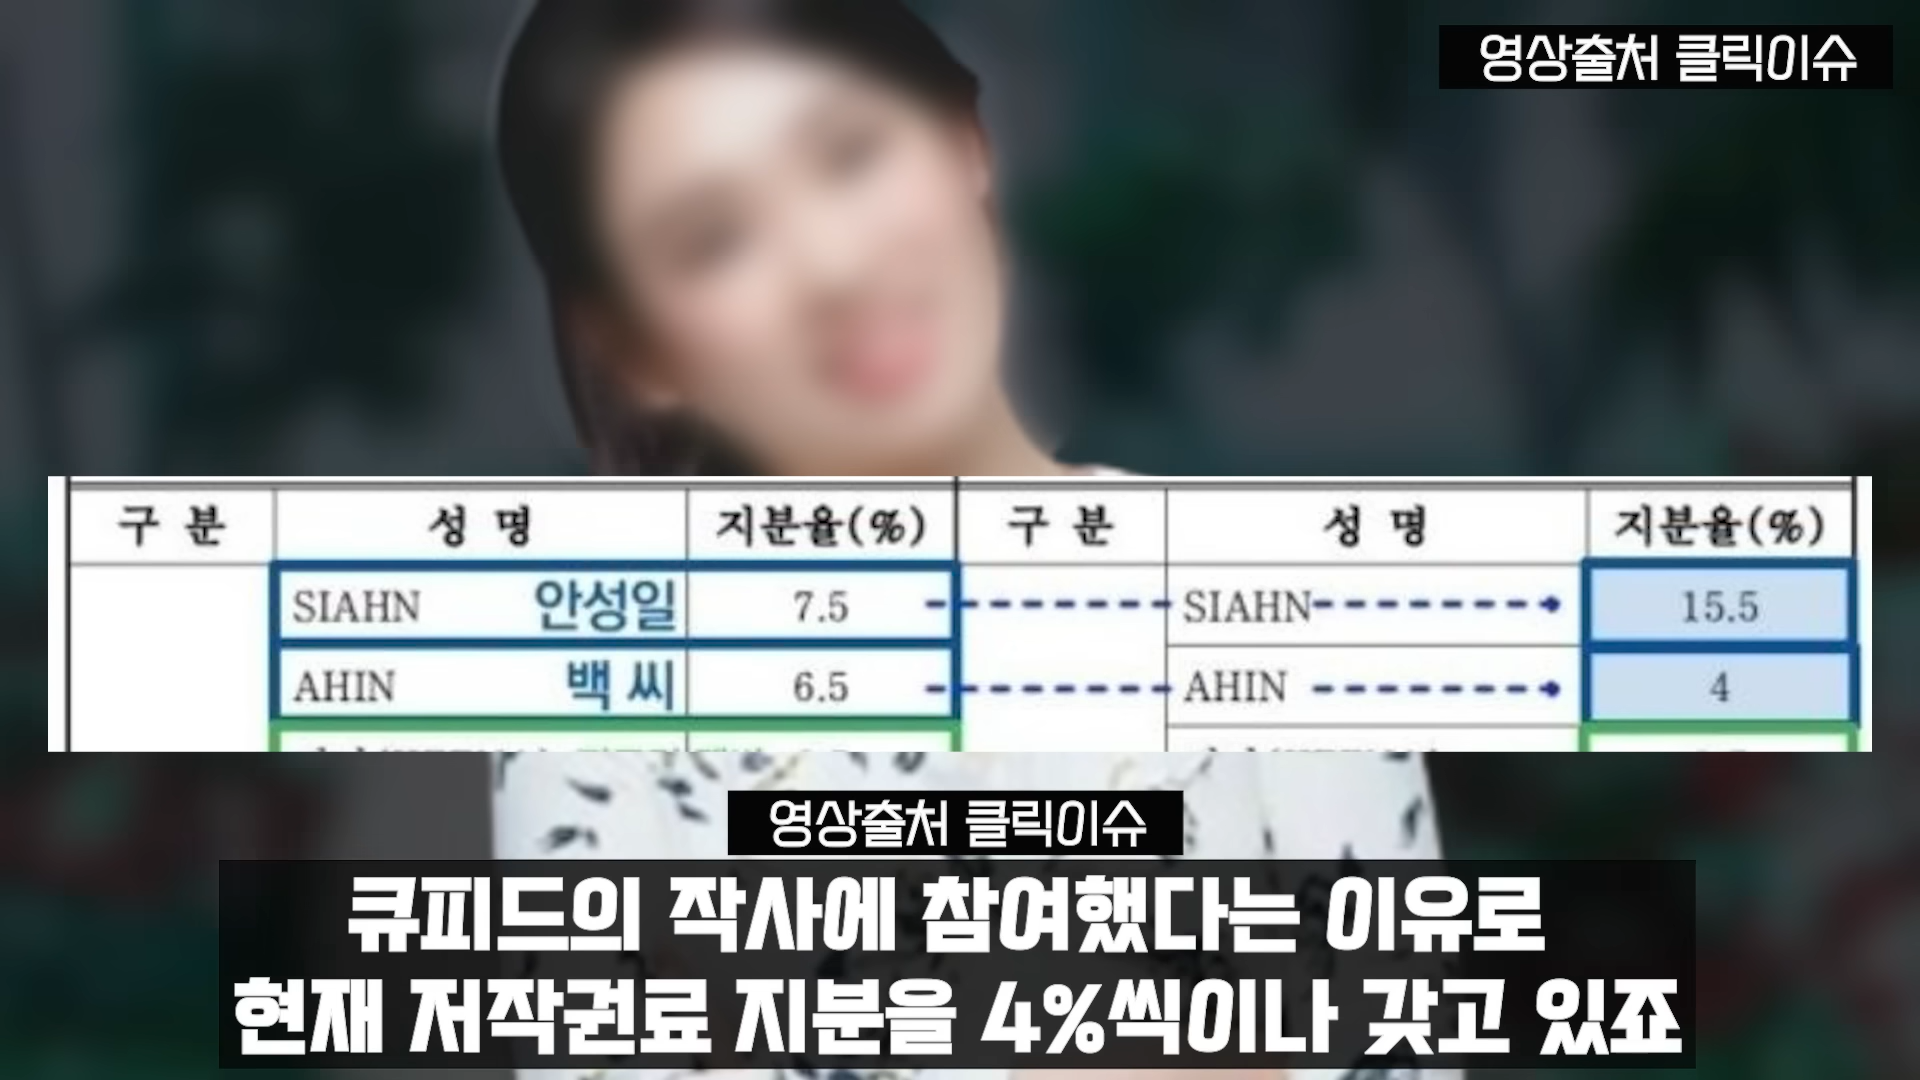 영상출처 클릭이슈
구 분 성 명 지분율(%) 구 분 성 명 지분율(%)
SIAHN 안성일 7.5 SIAHN 15.5
AHIN 백 씨 6.5 AHIN 4
영상출처 클릭이슈
큐피드의 작사에 참여했다는 이유로
현재 저작권료 지분을 4%씩이나 갖고 있죠